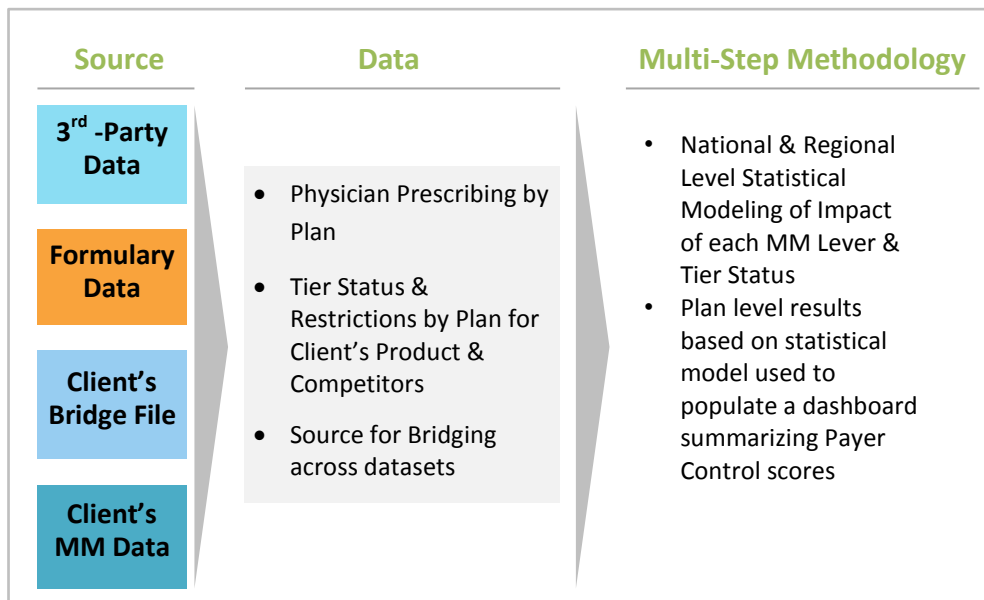 Source
Data
Multi-Step Methodology
3rd -Party
Data
Formulary
Data
Client's
Bridge File
Client's
MM Data
• Physician Prescribing by
Plan
• Tier Status &
Restrictions by Plan for
Client's Product &
Competitors
• Source for Bridging
across datasets
• National & Regional
Level Statistical
Modeling of Impact
of each MM Lever &
Tier Status
• Plan level results
based on statistical
model used to
populate a dashboard
summarizing Payer
Control scores